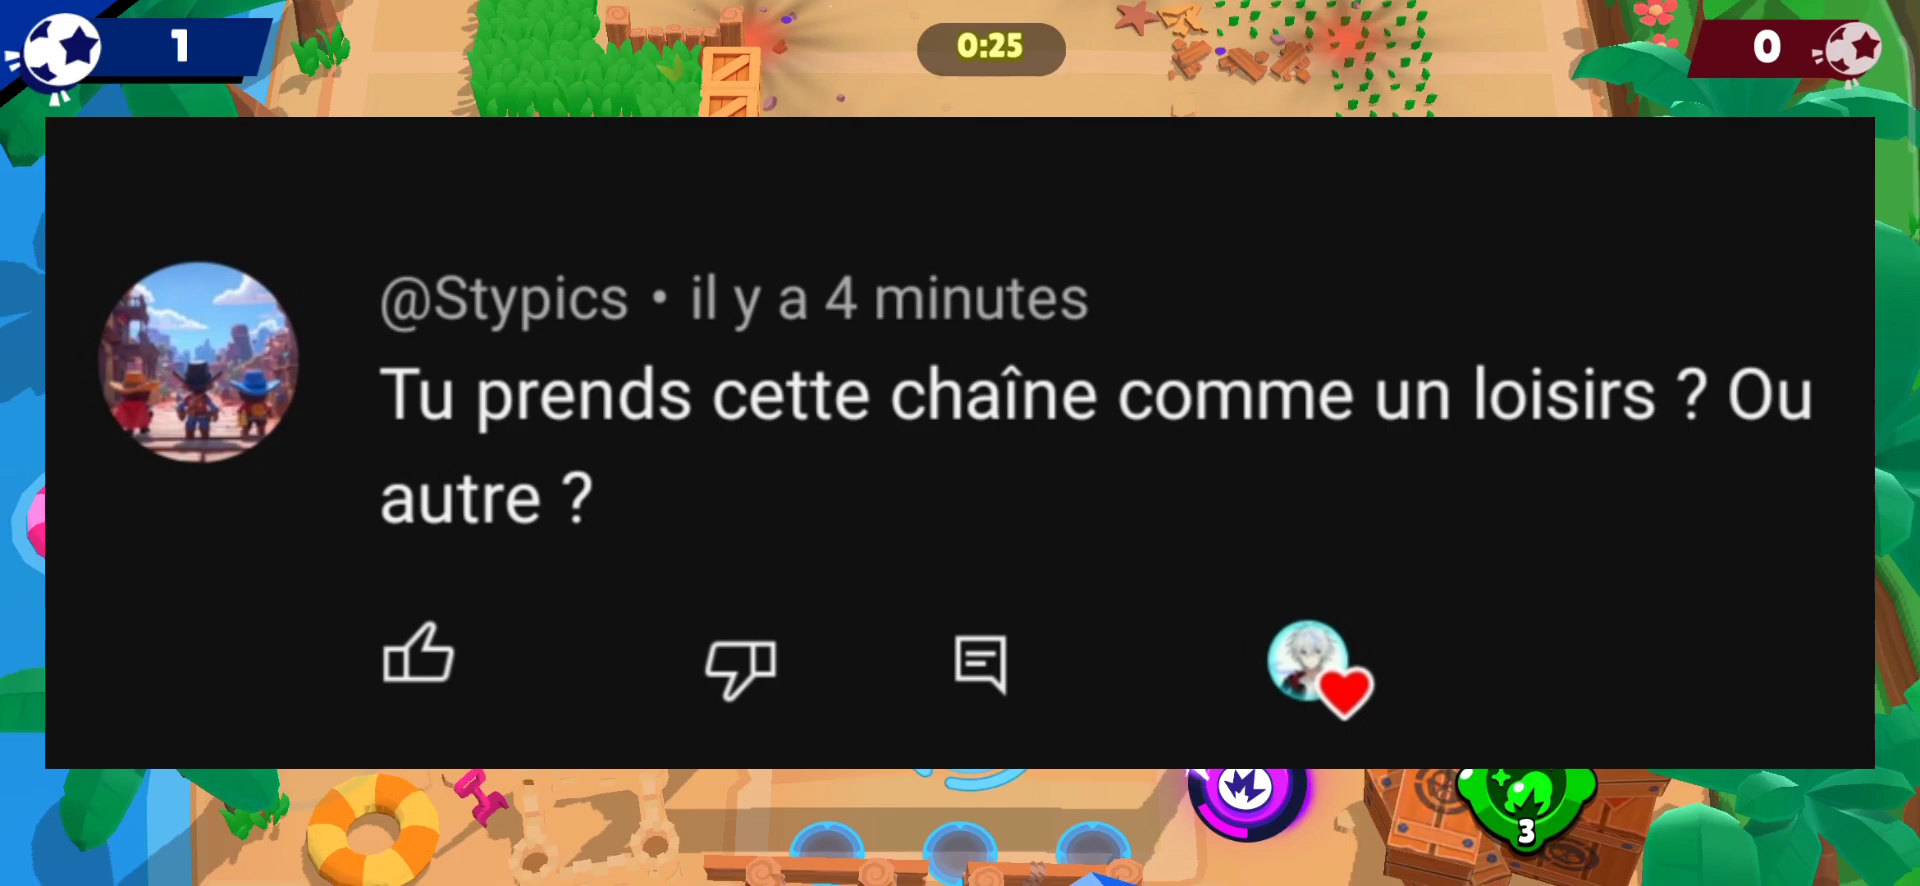 1
0:25
0
@Stypics • il y a 4 minutes
Tu prends cette chaîne comme un loisirs ? Ou
autre ?
3